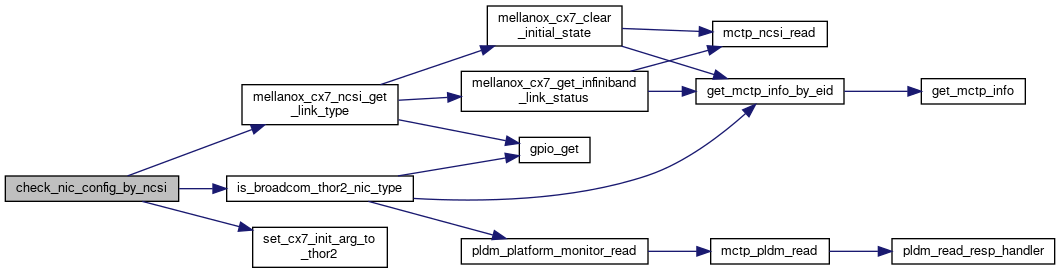 mellanox_cx7_clear
_initial_state
mctp_ncsi_read
mellanox_cx7_ncsi_get
_link_type
mellanox_cx7_get_infiniband
_link_status
get_mctp_info_by_eid
get_mctp_info
gpio_get
check_nic_config_by_ncsi
is_broadcom_thor2_nic_type
set_cx7_init_arg_to
_thor2
pldm_platform_monitor_read
mctp_pldm_read
pldm_read_resp_handler